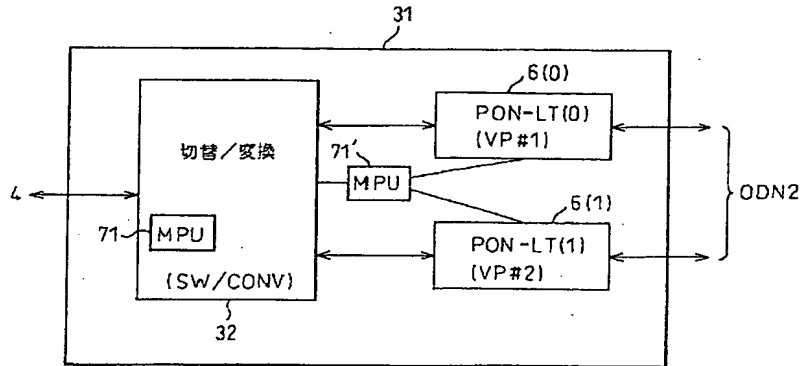 31
6(0)
PON-LT(0)
(VP#1)
切替/変換
71′
MPU
4
ODN2
6(1)
71
MPU
PON-LT(1)
(VP#2)
(SW/CONV)
32